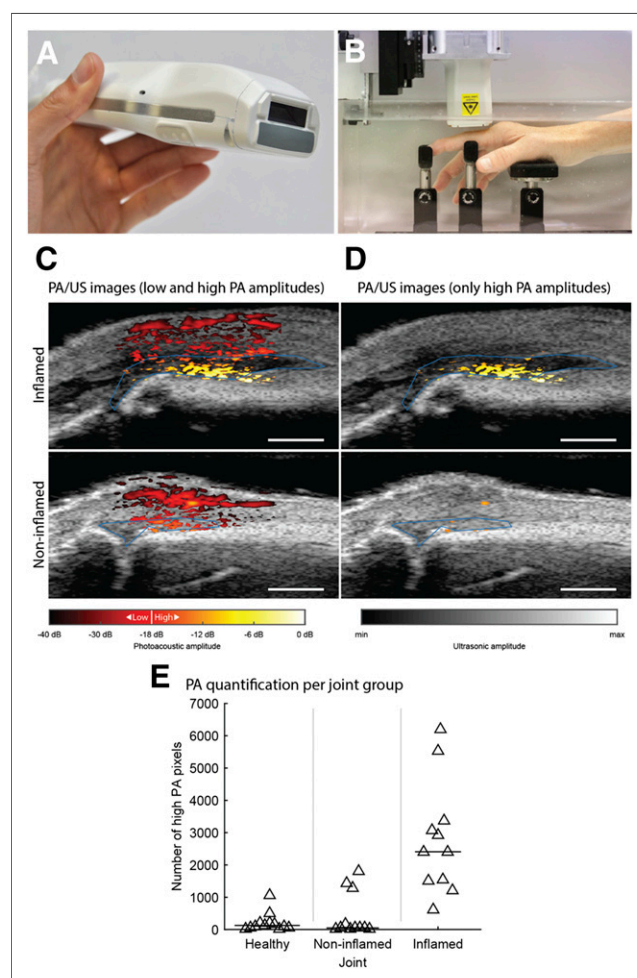 A
B
C
D
PA/US images (low and high PA amplitudes)
PA/US images (only high PA amplitudes)
Inflamed
Non-inflamed
◄Low High►
-40 dB -30 dB -18 dB -12 dB -6 dB 0 dB
Photoacoustic amplitude
min max
Ultrasonic amplitude
E PA quantification per joint group
Number of high PA pixels
7000
6000
5000
4000
3000
2000
1000
0
Healthy Non-inflamed Inflamed
Joint